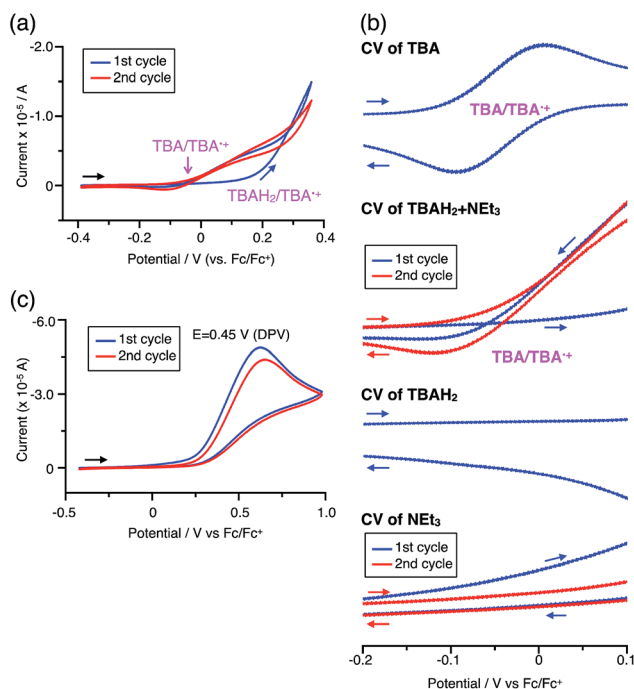 (a)
-2.0
-1.0
0
Current x 10⁻⁵ / A
1st cycle
2nd cycle
TBA/TBA•+
TBAH₂/TBA•+
-0.4 -0.2 0 0.2 0.4
Potential / V (vs. Fc/Fc⁺)
(c)
-6.0
-3.0
0
Current (x 10⁻⁵ A)
1st cycle
2nd cycle
E=0.45 V (DPV)
-0.5 0 0.5 1.0
Potential / V vs Fc/Fc⁺
(b)
CV of TBA
TBA/TBA•+
CV of TBAH₂+NEt₃
1st cycle
2nd cycle
TBA/TBA•+
CV of TBAH₂
CV of NEt₃
1st cycle
2nd cycle
-0.2 -0.1 0 0.1
Potential / V vs Fc/Fc⁺